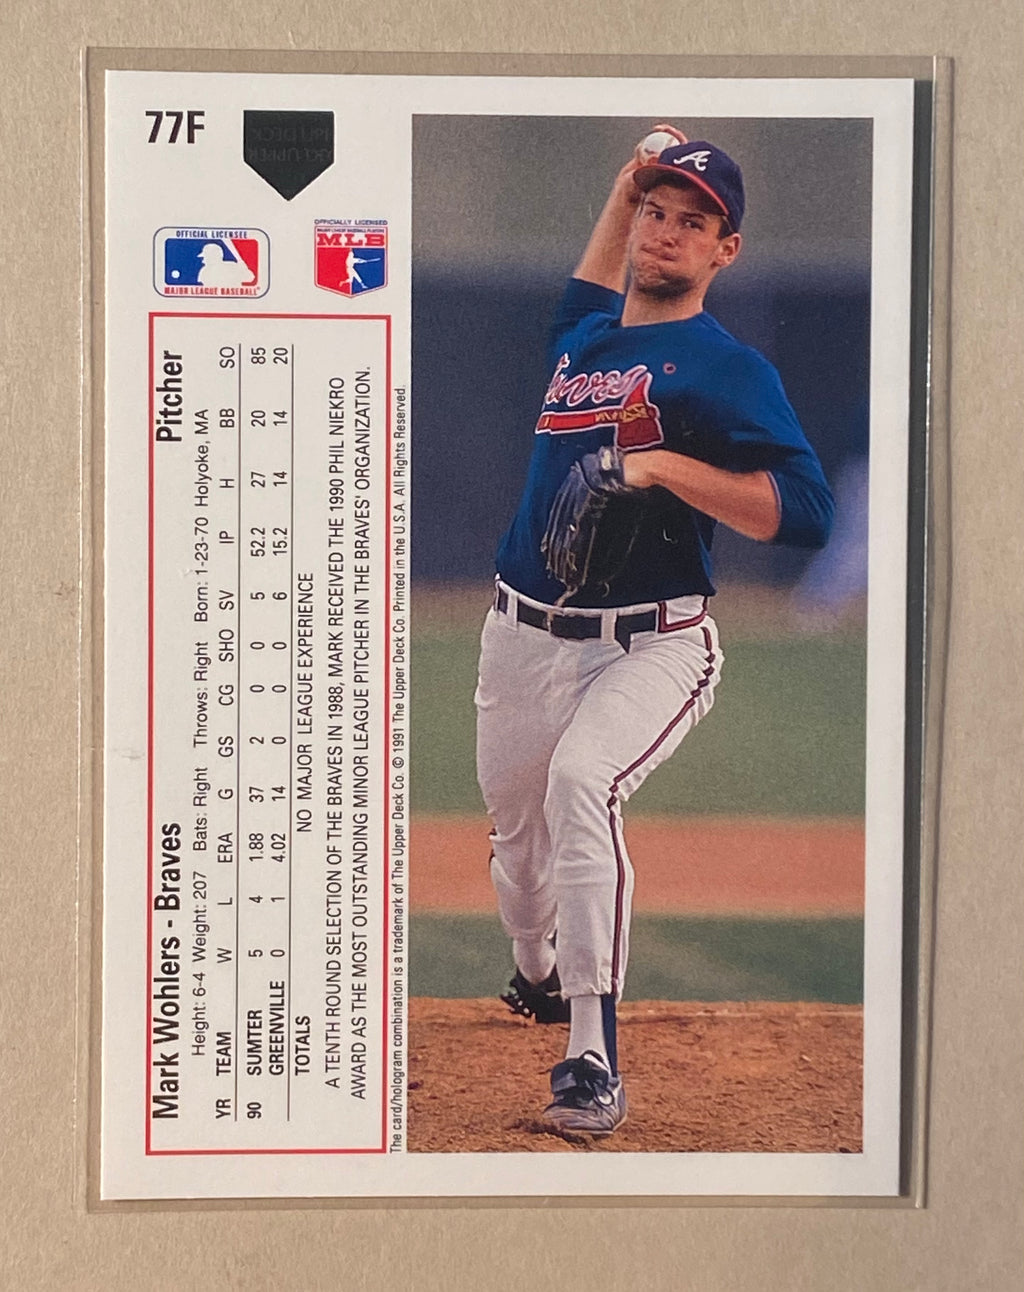 77F
OFFICIAL LICENSEE
MAJOR LEAGUE BASEBALL
OFFICIALLY LICENSED
MAJOR LEAGUE BASEBALL PLAYERS
MLB
Mark Wohlers - Braves Pitcher
Height: 6-4 Weight: 207 Bats: Right Throws: Right Born: 1-23-70 Holyoke, MA
YR TEAM W L ERA G GS CG SHO SV IP H BB SO
90 SUMTER 5 4 1.88 37 2 0 0 5 52.2 27 20 85
GREENVILLE 0 1 4.02 14 0 0 0 6 15.2 14 14 20
TOTALS NO MAJOR LEAGUE EXPERIENCE
A TENTH ROUND SELECTION OF THE BRAVES IN 1988, MARK RECEIVED THE 1990 PHIL NIEKRO
AWARD AS THE MOST OUTSTANDING MINOR LEAGUE PITCHER IN THE BRAVES' ORGANIZATION.
The card/hologram combination is a trademark of The Upper Deck Co. © 1991 The Upper Deck Co. Printed in the U.S.A. All Rights Reserved.
A
Braves